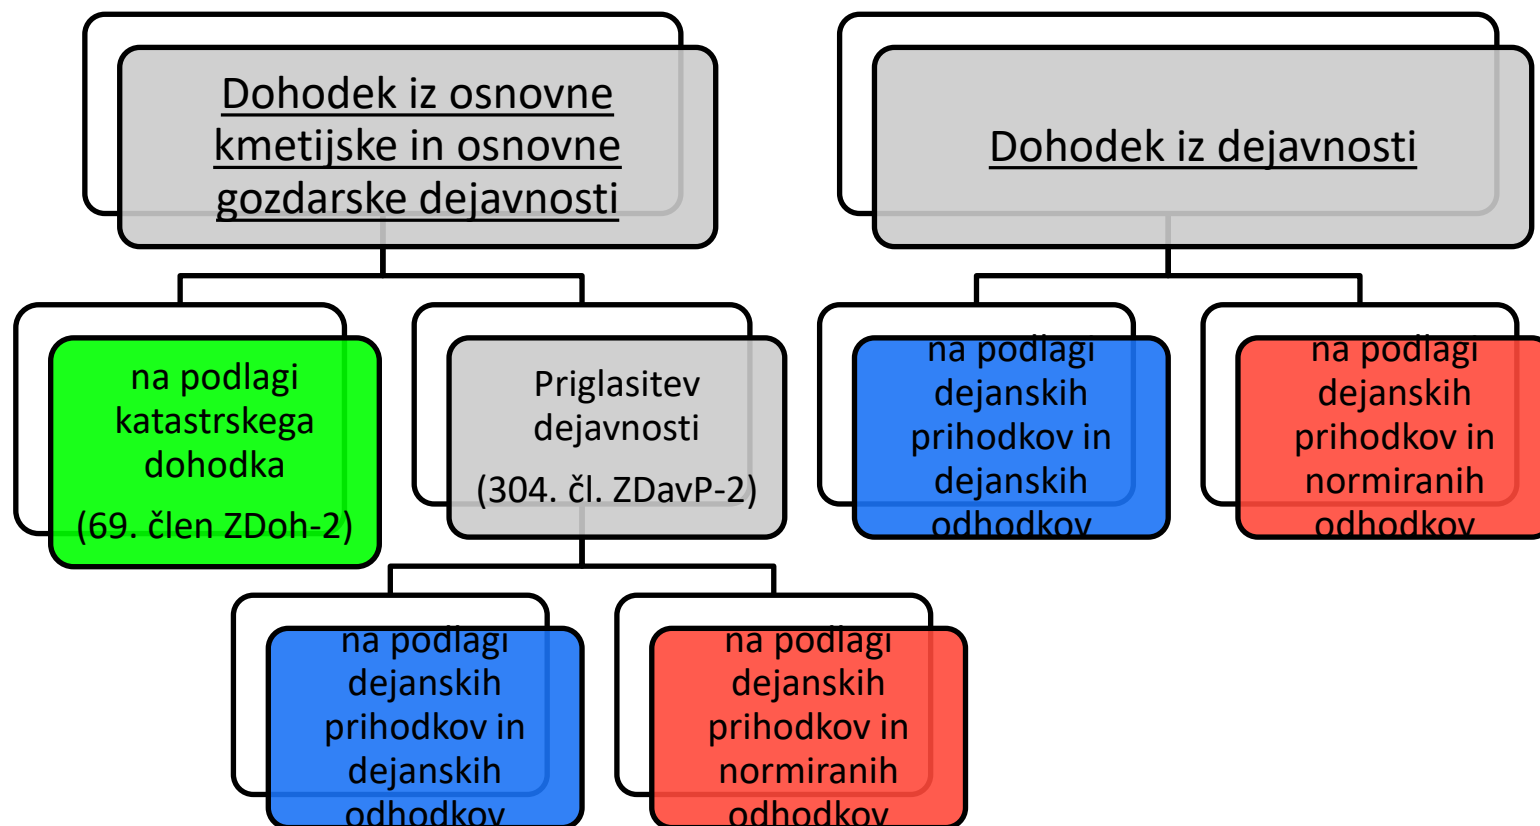 Dohodek iz osnovne
kmetijske in osnovne
gozdarske dejavnosti
Dohodek iz dejavnosti
na podlagi
katastrskega
dohodka
(69. člen ZDoh-2)
Priglasitev
dejavnosti
(304. čl. ZDavP-2)
na podlagi
dejanskih
prihodkov in
dejanskih
odhodkov
na podlagi
dejanskih
prihodkov in
normiranih
odhodkov
na podlagi
dejanskih
prihodkov in
dejanskih
odhodkov
na podlagi
dejanskih
prihodkov in
normiranih
odhodkov